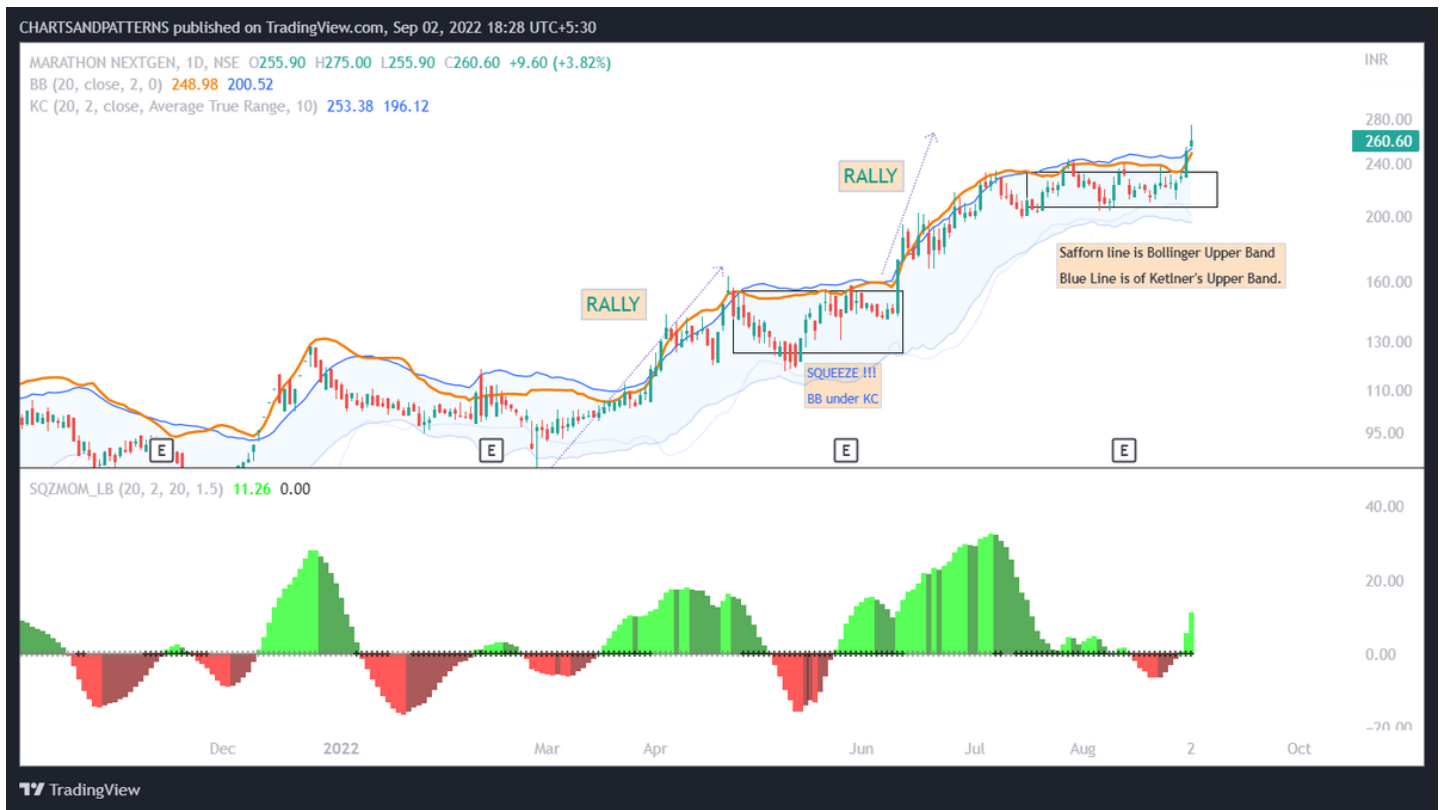 CHARTSANDPATTERNS published on TradingView.com, Sep 02, 2022 18:28 UTC+5:30
MARATHON NEXTGEN, 1D, NSE O255.90 H275.00 L255.90 C260.60 +9.60 (+3.82%)
INR
BB (20, close, 2, 0) 248.98 200.52
KC (20, 2, close, Average True Range, 10) 253.38 196.12
280.00
260.60
240.00
RALLY
200.00
Safforn line is Bollinger Upper Band
Blue Line is of Ketlner's Upper Band.
160.00
RALLY
130.00
SQUEEZE !!!
BB under KC
110.00
95.00
E E E E
SQZMOM_LB (20, 2, 20, 1.5) 11.26 0.00
40.00
20.00
0.00
-20.00
Dec 2022 Mar Apr Jun Jul Aug 2 Oct
TradingView